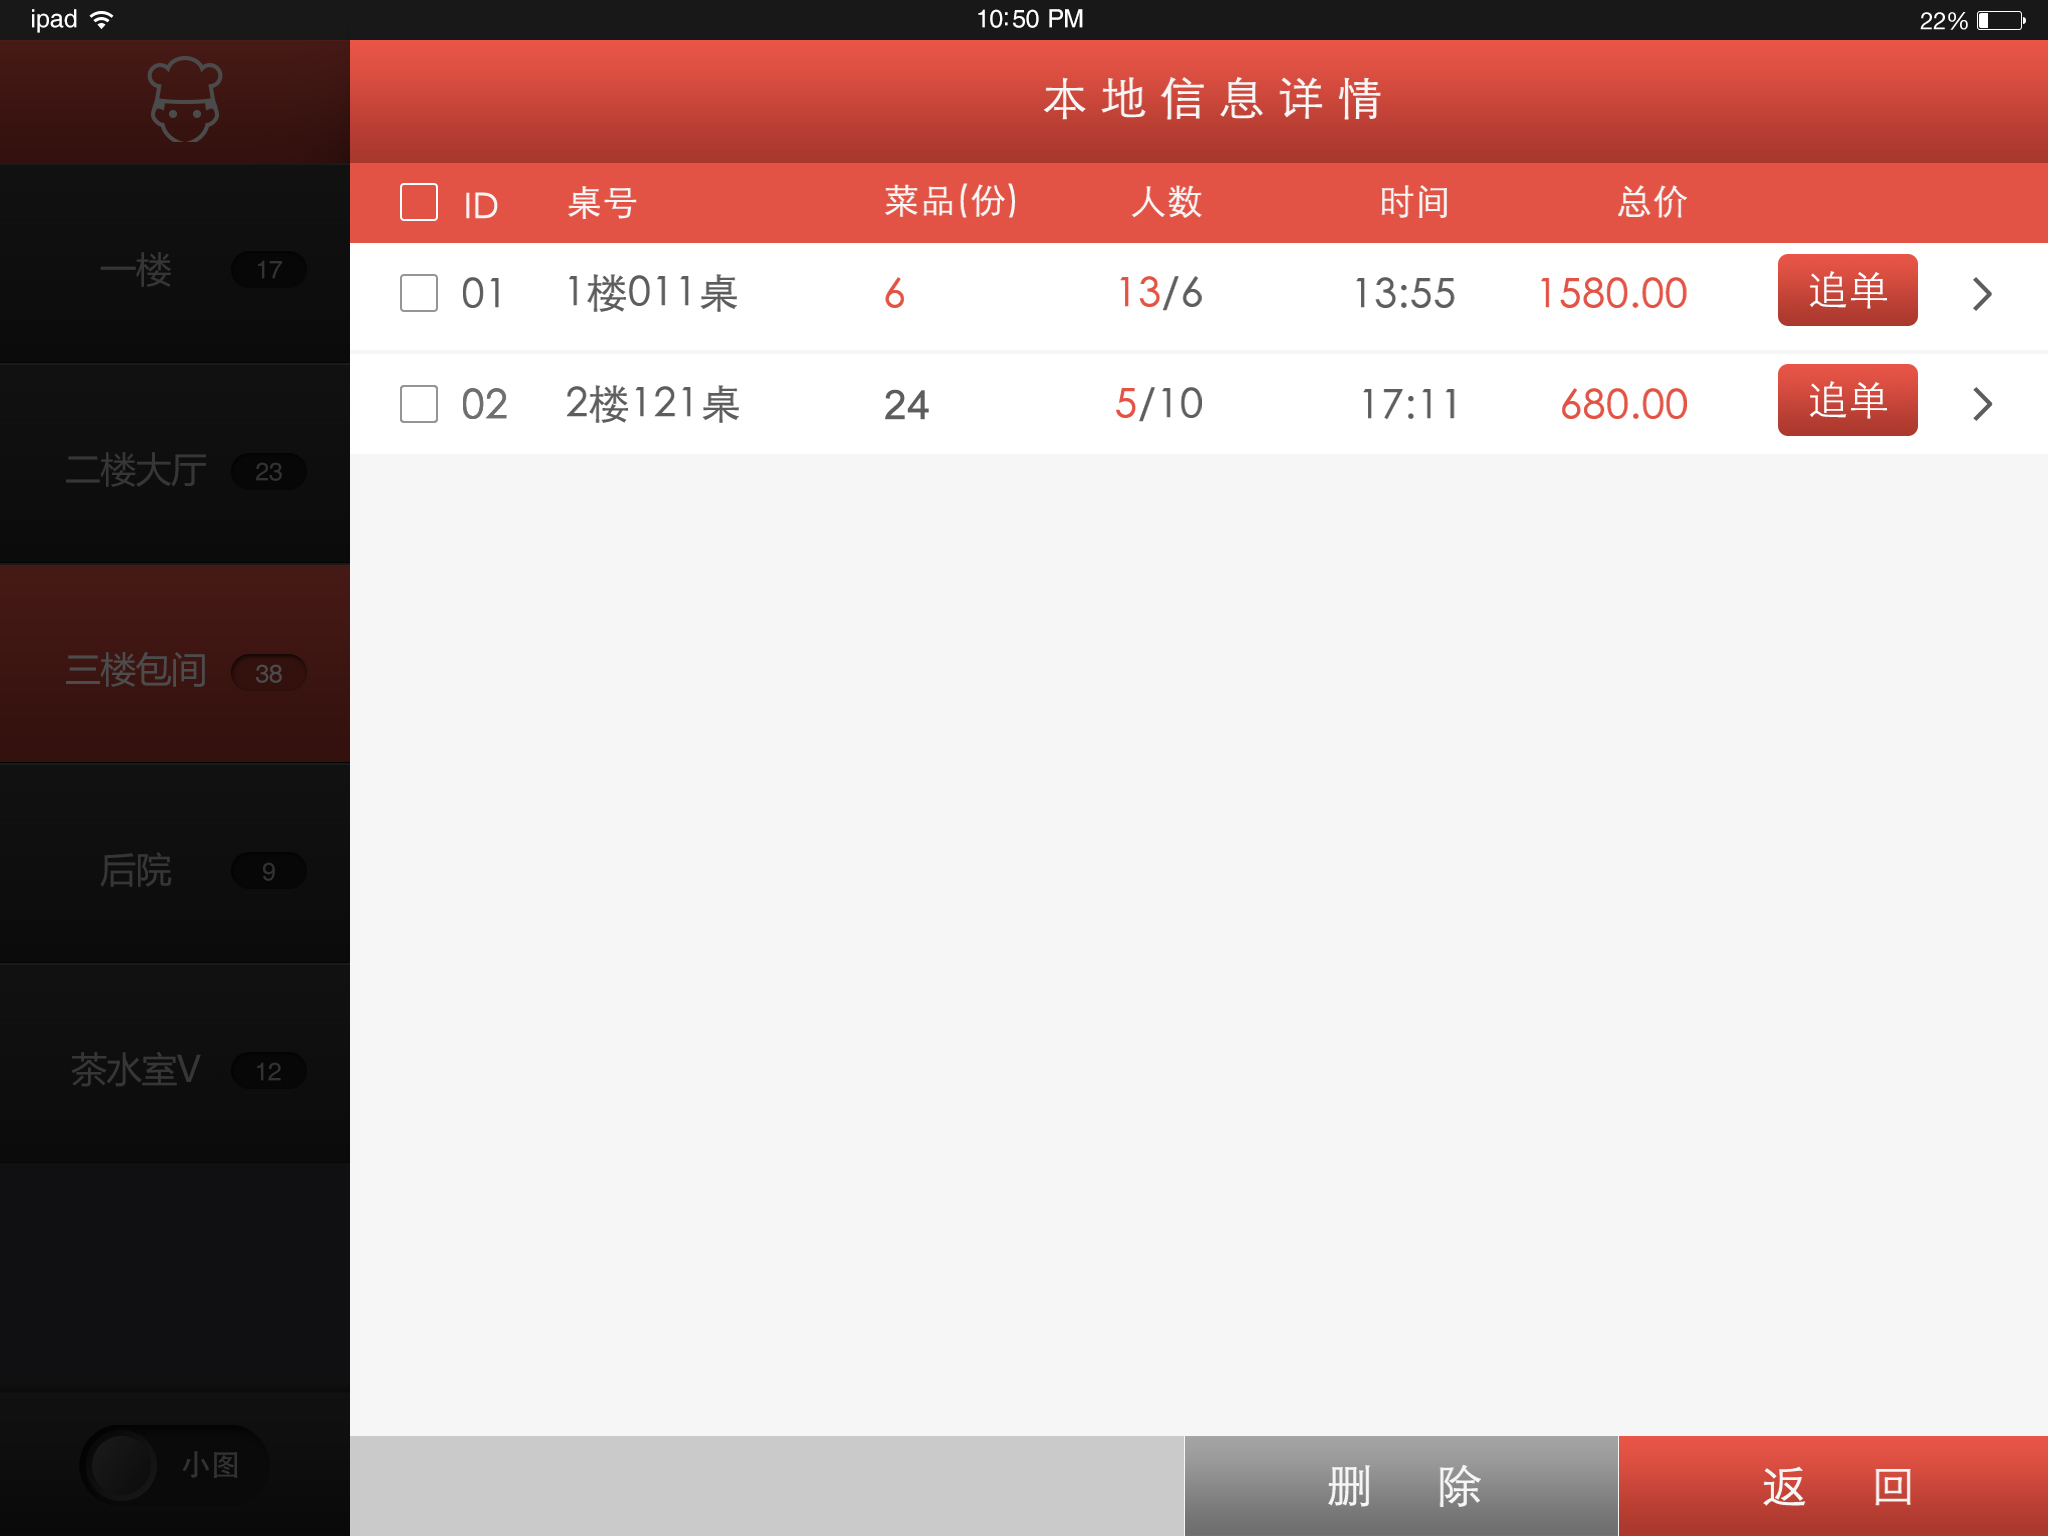 ipad 10:50 PM 22%
本地信息详情
ID 桌号 菜品(份) 人数 时间 总价
01 1楼011桌 6 13/6 13:55 1580.00 追单
02 2楼121桌 24 5/10 17:11 680.00 追单
一楼 17
二楼大厅 23
三楼包间 38
后院 9
茶水室V 12
小图
删 除 返 回